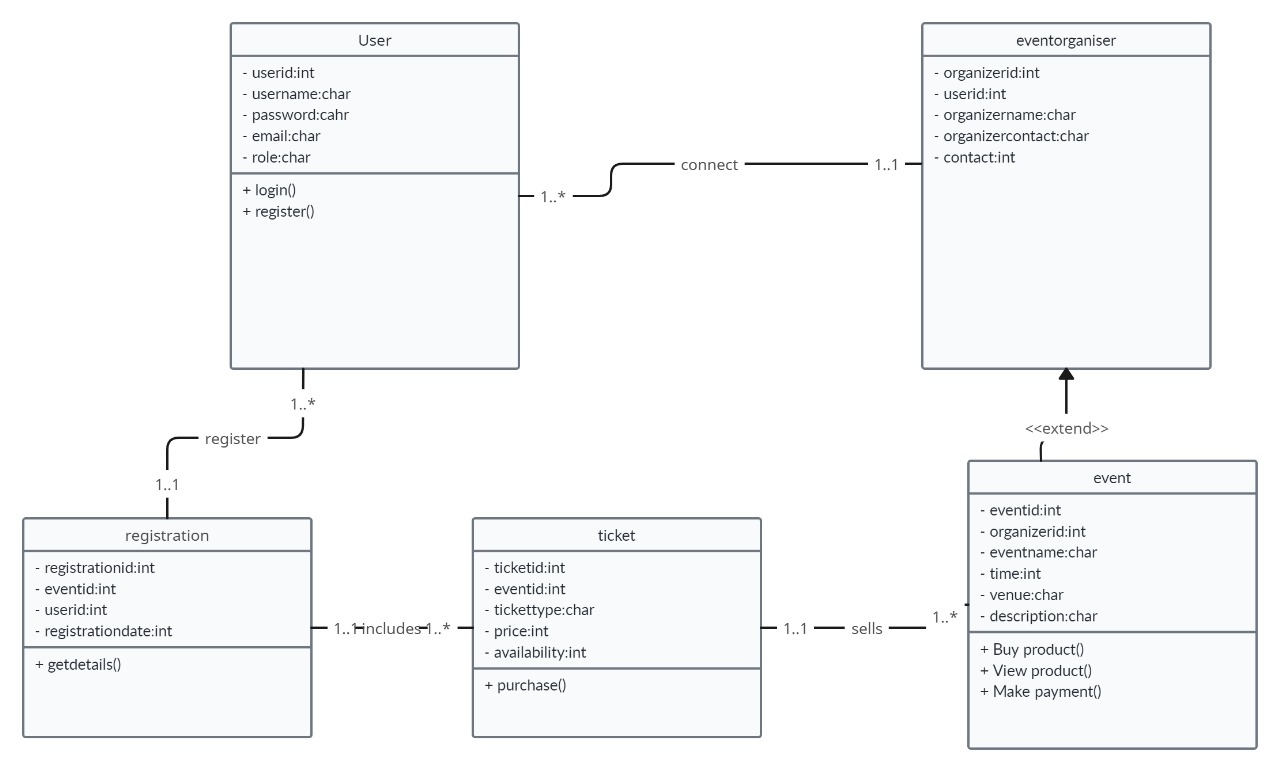 User
- userid:int
- username:char
- password:cahr
- email:char
- role:char
+ login()
+ register()
eventorganiser
- organizerid:int
- userid:int
- organizername:char
- organizercontact:char
- contact:int
1..*
connect
1..1
1..*
register
1..1
<<extend>>
registration
- registrationid:int
- eventid:int
- userid:int
- registrationdate:int
+ getdetails()
1..1
includes
1..*
ticket
- ticketid:int
- eventid:int
- tickettype:char
- price:int
- availability:int
+ purchase()
1..1
sells
1..*
event
- eventid:int
- organizerid:int
- eventname:char
- time:int
- venue:char
- description:char
+ Buy product()
+ View product()
+ Make payment()